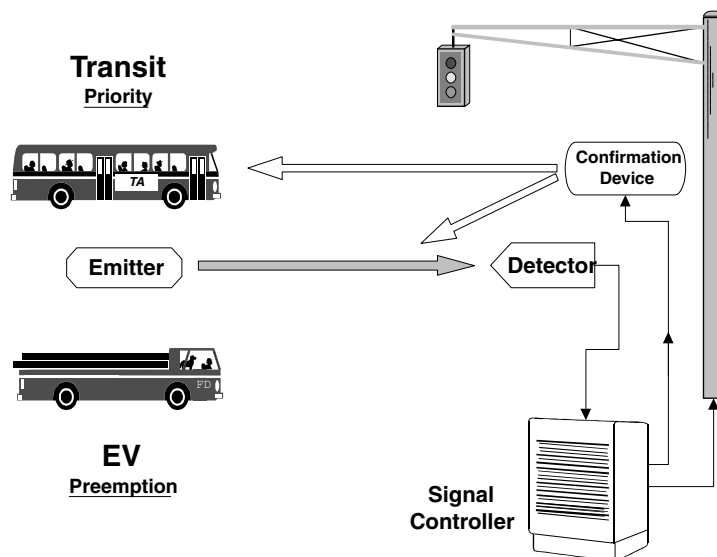 Transit
Priority
TA
Confirmation
Device
Emitter
Detector
FD
EV
Preemption
Signal
Controller